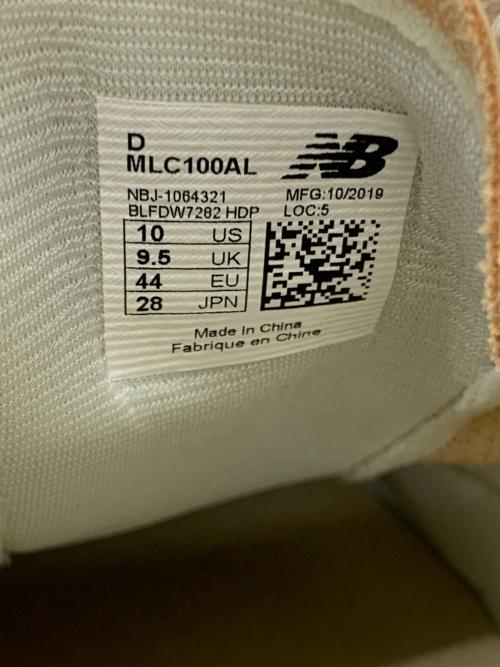 D
MLC100AL
NB
NBJ-1064321 MFG:10/2019
BLFDW7282 HDP LOC:5
10 US
9.5 UK
44 EU
28 JPN
Made In China
Fabrique en Chine